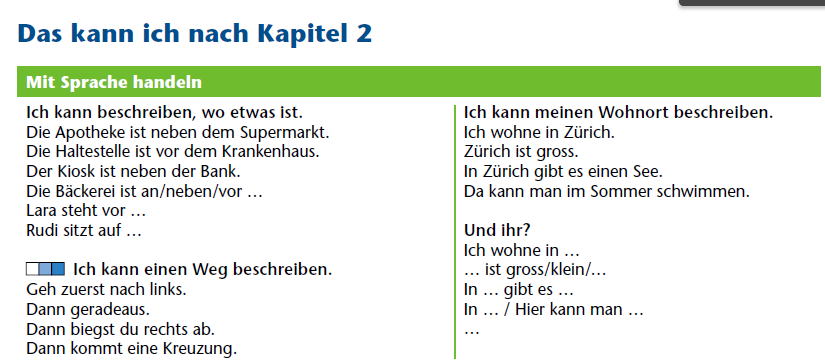 Das kann ich nach Kapitel 2
Mit Sprache handeln
Ich kann beschreiben, wo etwas ist.
Die Apotheke ist neben dem Supermarkt.
Die Haltestelle ist vor dem Krankenhaus.
Der Kiosk ist neben der Bank.
Die Bäckerei ist an/neben/vor …
Lara steht vor …
Rudi sitzt auf …
Ich kann einen Weg beschreiben.
Geh zuerst nach links.
Dann geradeaus.
Dann biegst du rechts ab.
Dann kommt eine Kreuzung.
Ich kann meinen Wohnort beschreiben.
Ich wohne in Zürich.
Zürich ist gross.
In Zürich gibt es einen See.
Da kann man im Sommer schwimmen.
Und ihr?
Ich wohne in …
… ist gross/klein/…
In … gibt es …
In … / Hier kann man …
…